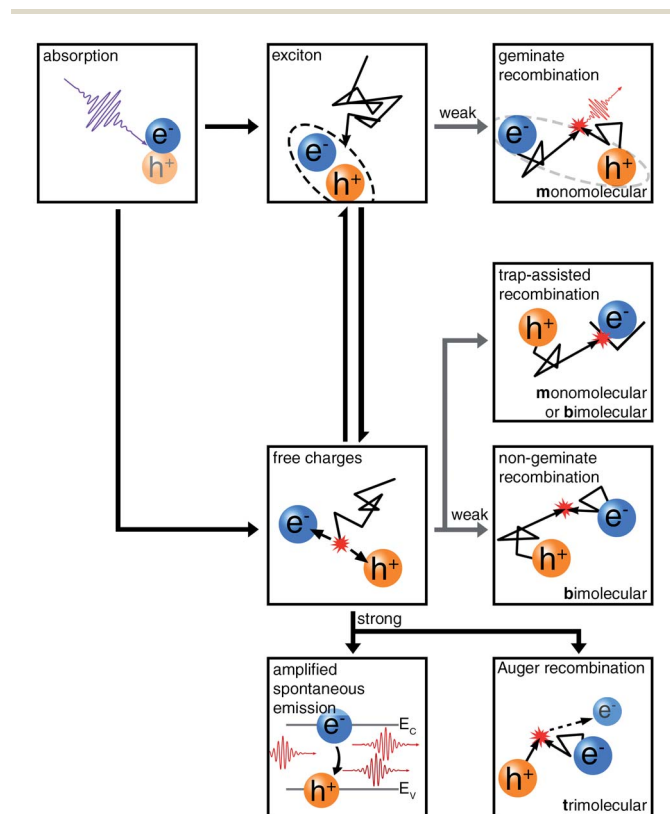 absorption
e-
h+
exciton
e-
h+
weak
geminate
recombination
e-
h+
monomolecular
trap-assisted
recombination
h+
e-
monomolecular
or bimolecular
free charges
e-
h+
weak
non-geminate
recombination
e-
h+
bimolecular
strong
amplified
spontaneous
emission
e-
EC
h+
EV
Auger recombination
e-
e-
h+
trimolecular